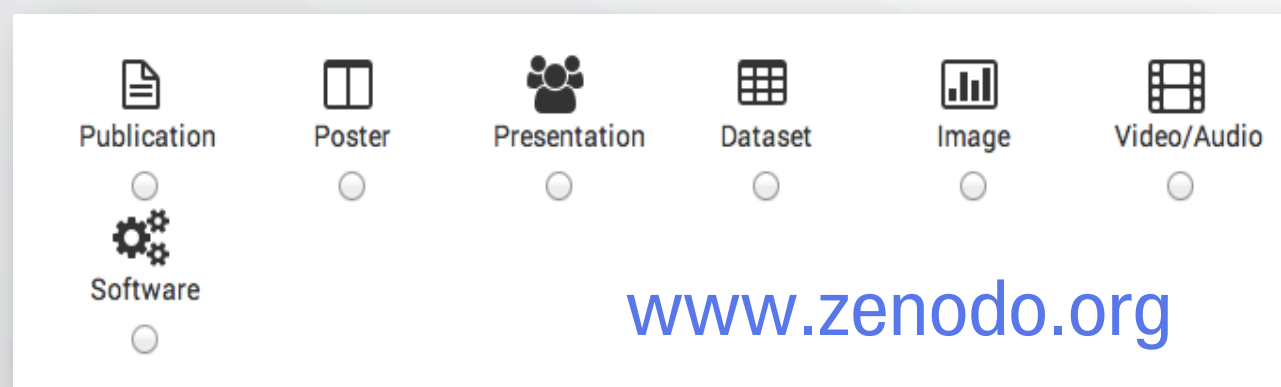 Publication Poster Presentation Dataset Image Video/Audio
Software
www.zenodo.org